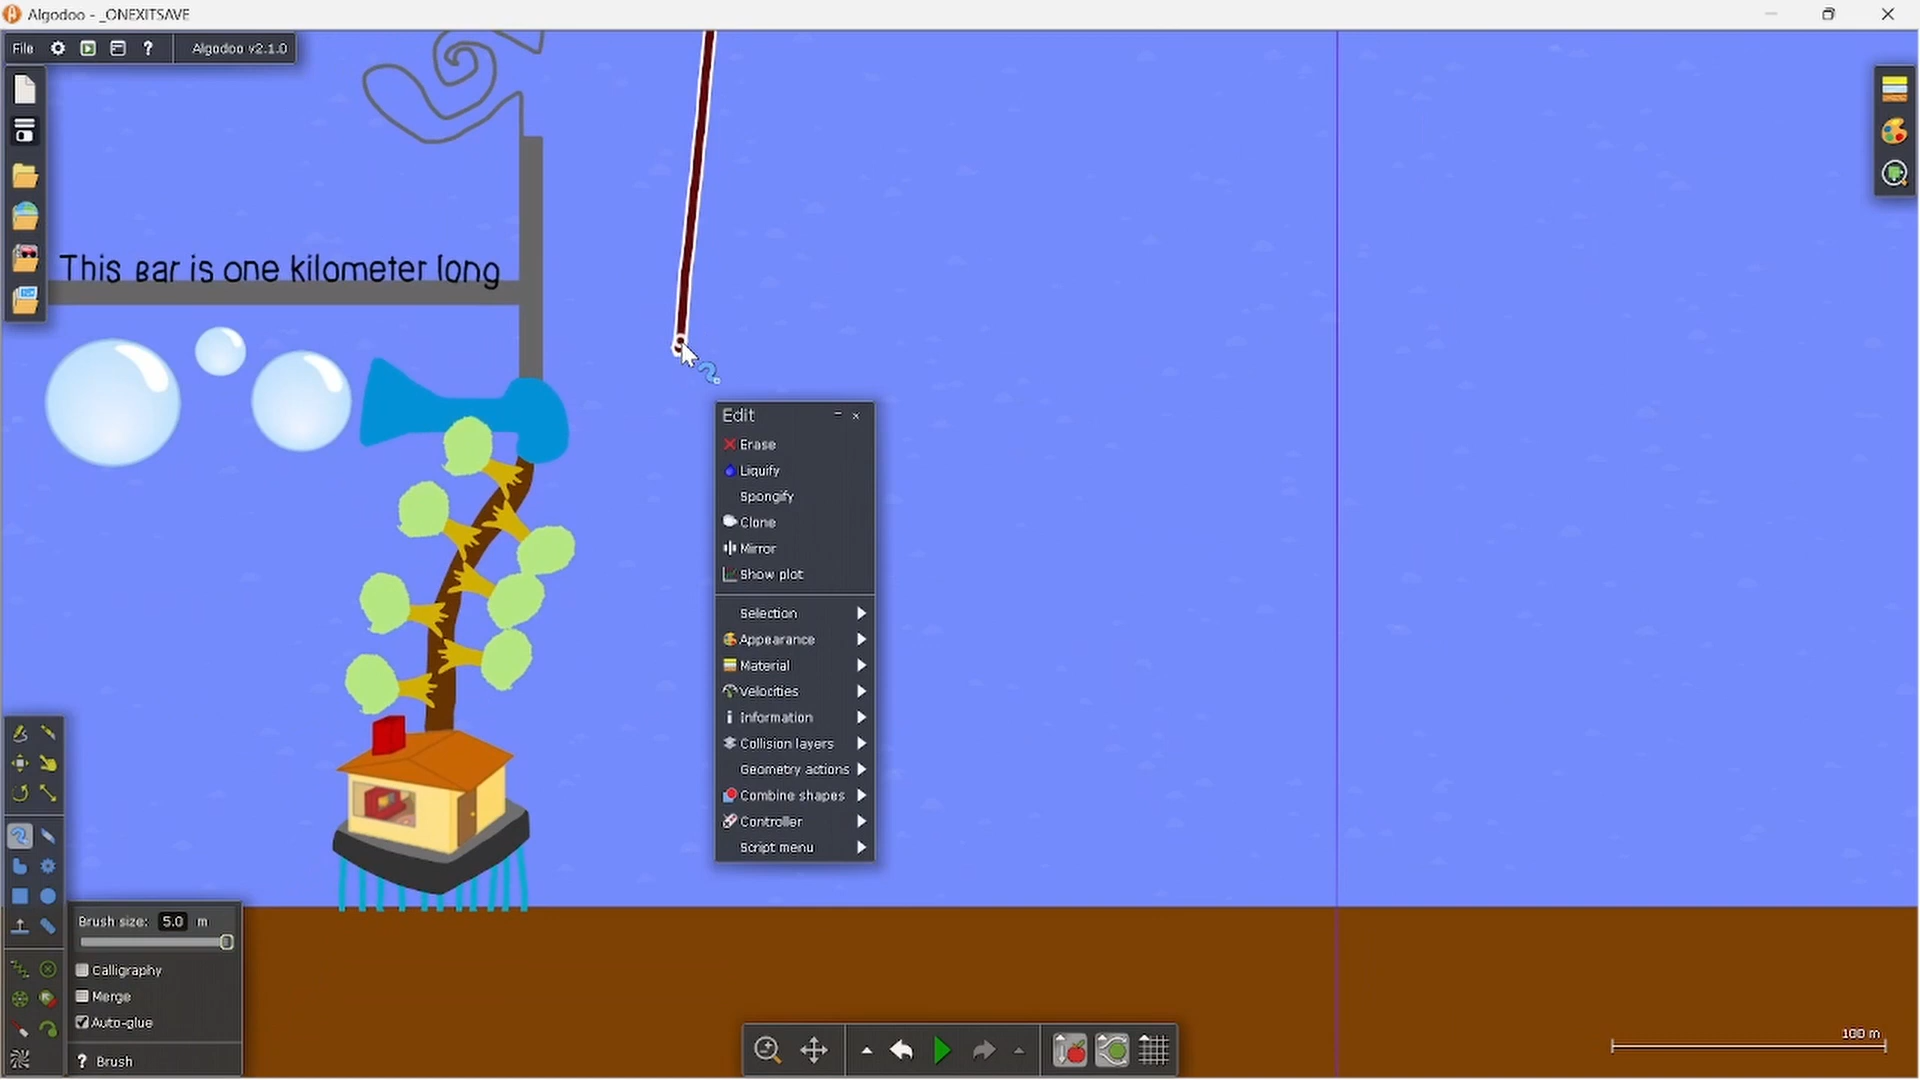 Algodoo - _ONEXITSAVE
File
?
Algodoo v2.1.0
This Bar is one kilometer long
Edit
Erase
Liquify
Spongify
Clone
Mirror
Show plot
Selection
Appearance
Material
Velocities
Information
Collision layers
Geometry actions
Combine shapes
Controller
Script menu
Brush size: 5.0 m
Calligraphy
Merge
Auto-glue
? Brush
100 m